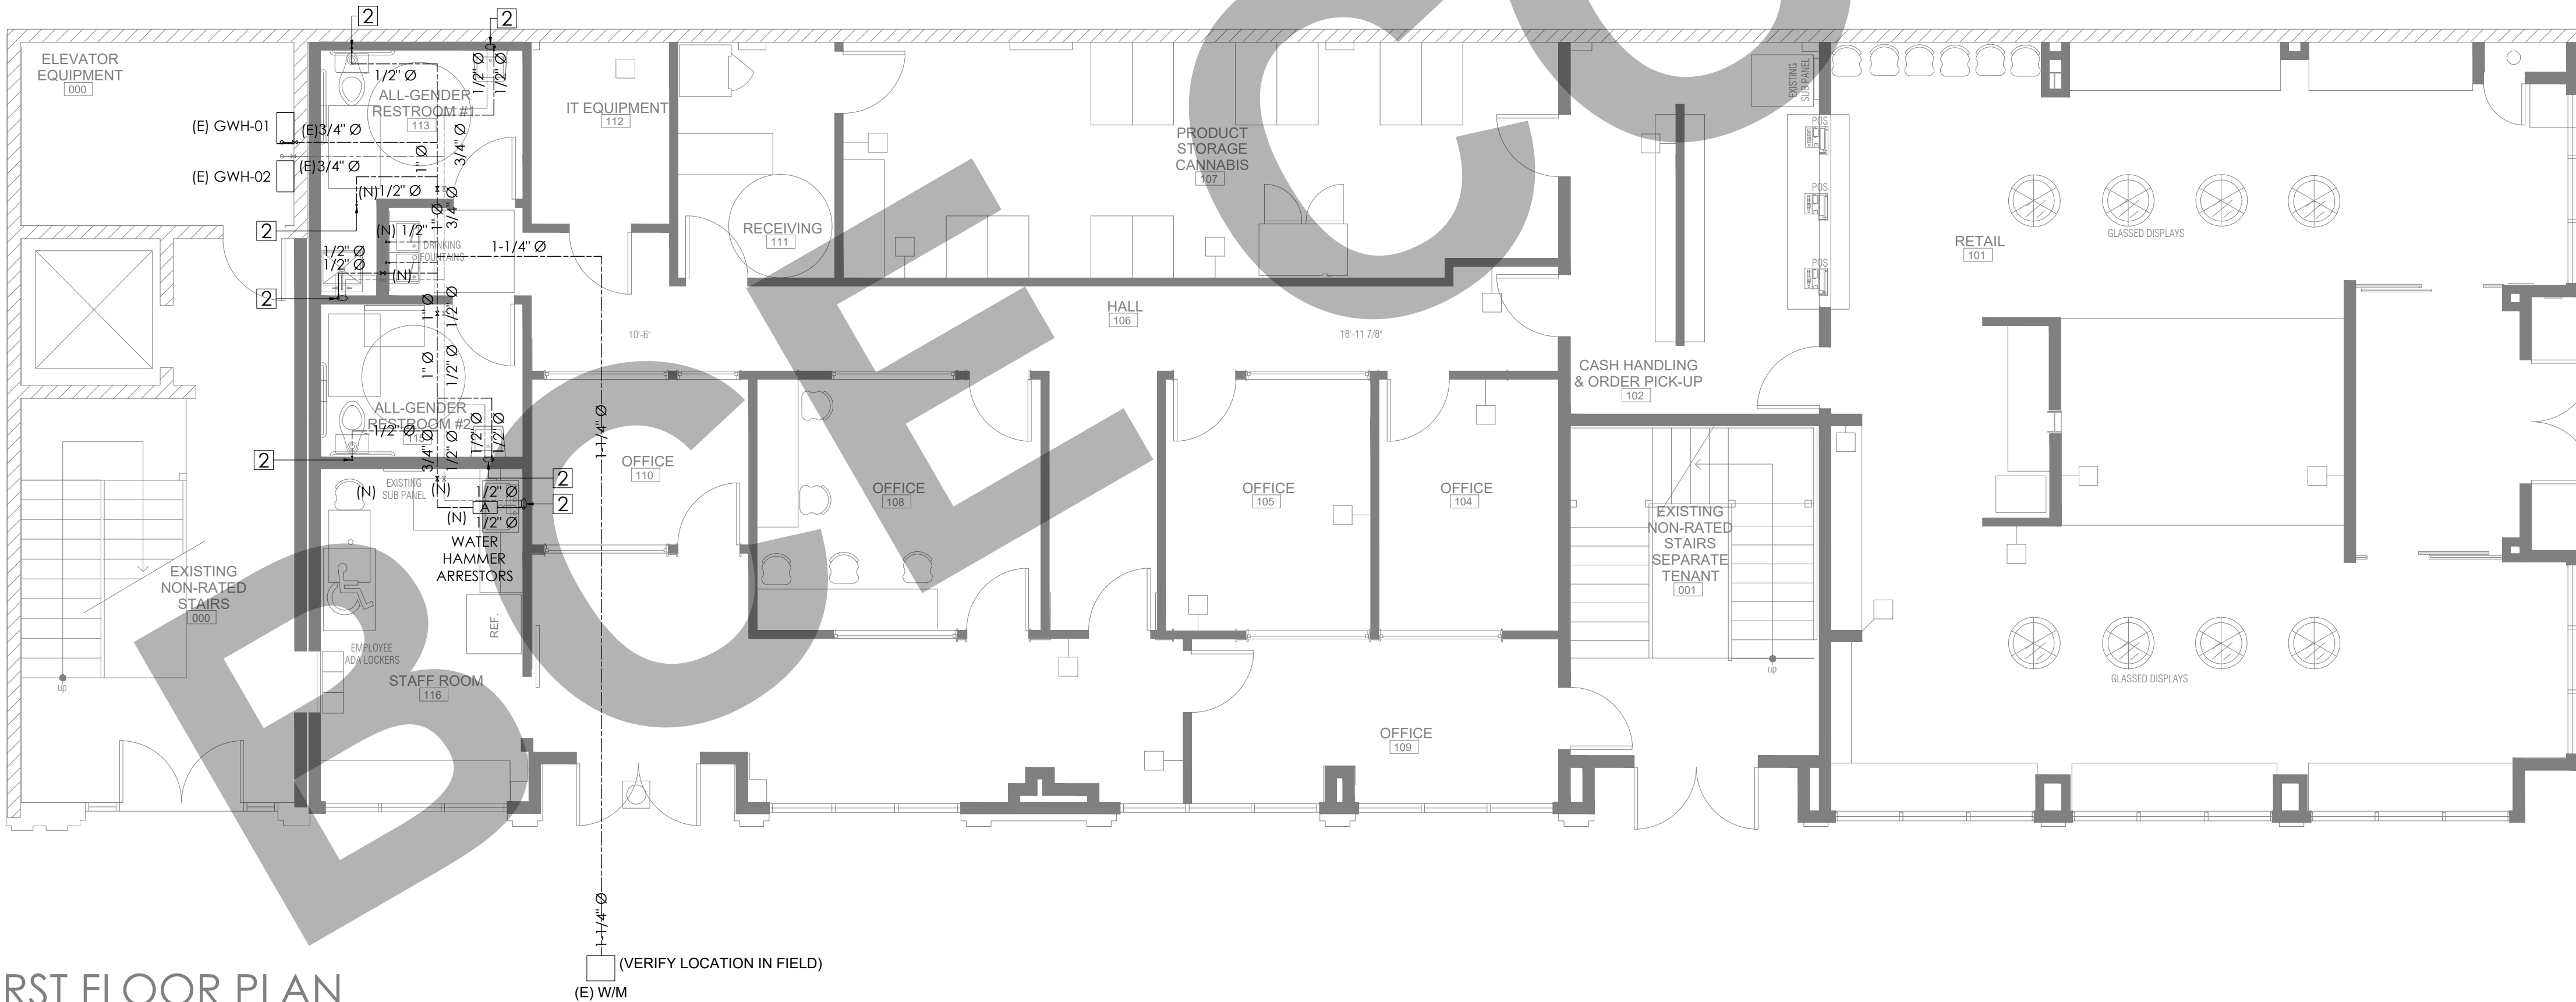 2
2
ELEVATOR
EQUIPMENT
000
1/2" Ø
1/2" Ø
1/2" Ø
ALL-GENDER
RESTROOM #1
113
IT EQUIPMENT
112
(E) GWH-01
(E)3/4" Ø
3/4" Ø
1" Ø
(E) GWH-02
(E)3/4" Ø
(N)1/2" Ø
3/4" Ø
1" Ø
2
(N) 1/2"
DRINKING
FOUNTAINS
1-1/4" Ø
1/2" Ø
1/2" Ø
(N)
2
1" Ø
1/2" Ø
1" Ø
1/2" Ø
ALL-GENDER
RESTROOM #2
115
1/2" Ø
1/2" Ø
1/2" Ø
3/4" Ø
1/2" Ø
2
2
2
EXISTING
SUB PANEL
(N)
(N)
1/2" Ø
A
(N)
1/2" Ø
WATER
HAMMER
ARRESTORS
REF.
EMPLOYEE
ADA LOCKERS
STAFF ROOM
116
EXISTING
NON-RATED
STAIRS
000
up
RECEIVING
111
PRODUCT
STORAGE
CANNABIS
107
EXISTING
SUB PANEL
POS
POS
POS
RETAIL
101
GLASSED DISPLAYS
HALL
106
10'-6"
18'-11 7/8"
CASH HANDLING
& ORDER PICK-UP
102
1-1/4" Ø
OFFICE
110
OFFICE
108
OFFICE
105
OFFICE
104
EXISTING
NON-RATED
STAIRS
SEPARATE
TENANT
001
up
GLASSED DISPLAYS
OFFICE
109
1-1/4" Ø
(VERIFY LOCATION IN FIELD)
(E) W/M
RST FLOOR PLAN
BCE CO